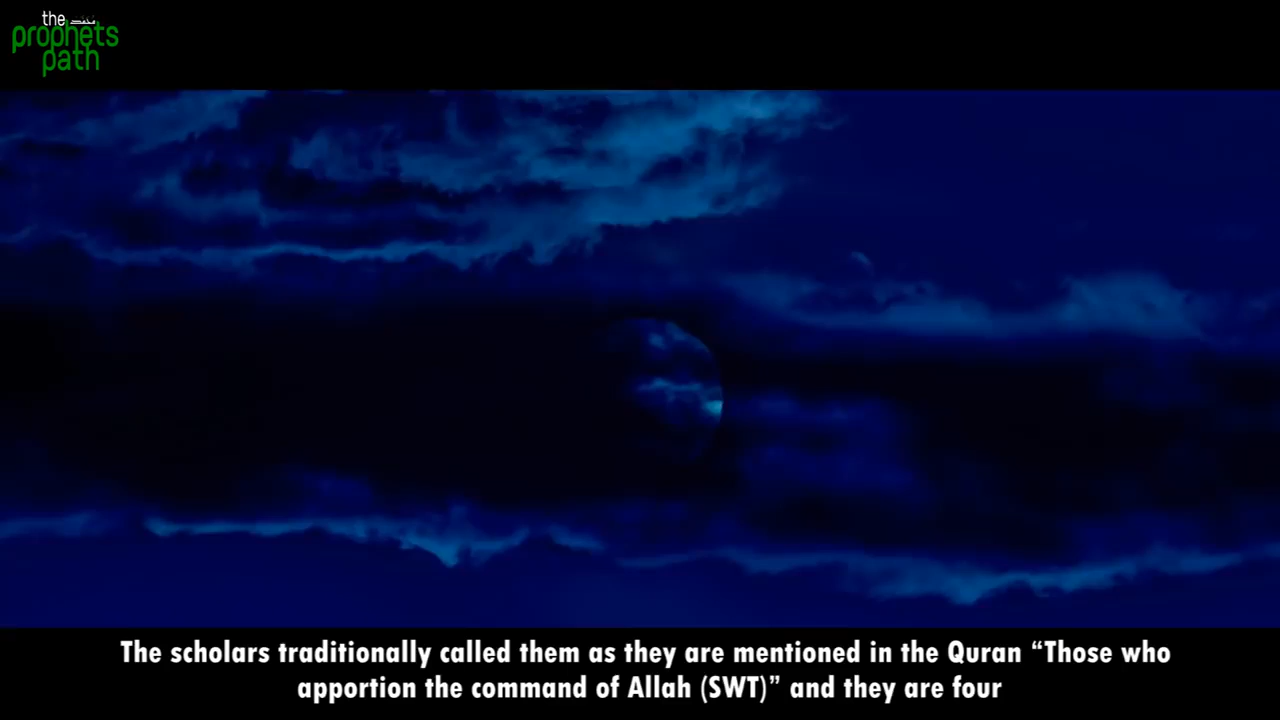 the
prophets
path
The scholars traditionally called them as they are mentioned in the Quran “Those who
apportion the command of Allah (SWT)” and they are four